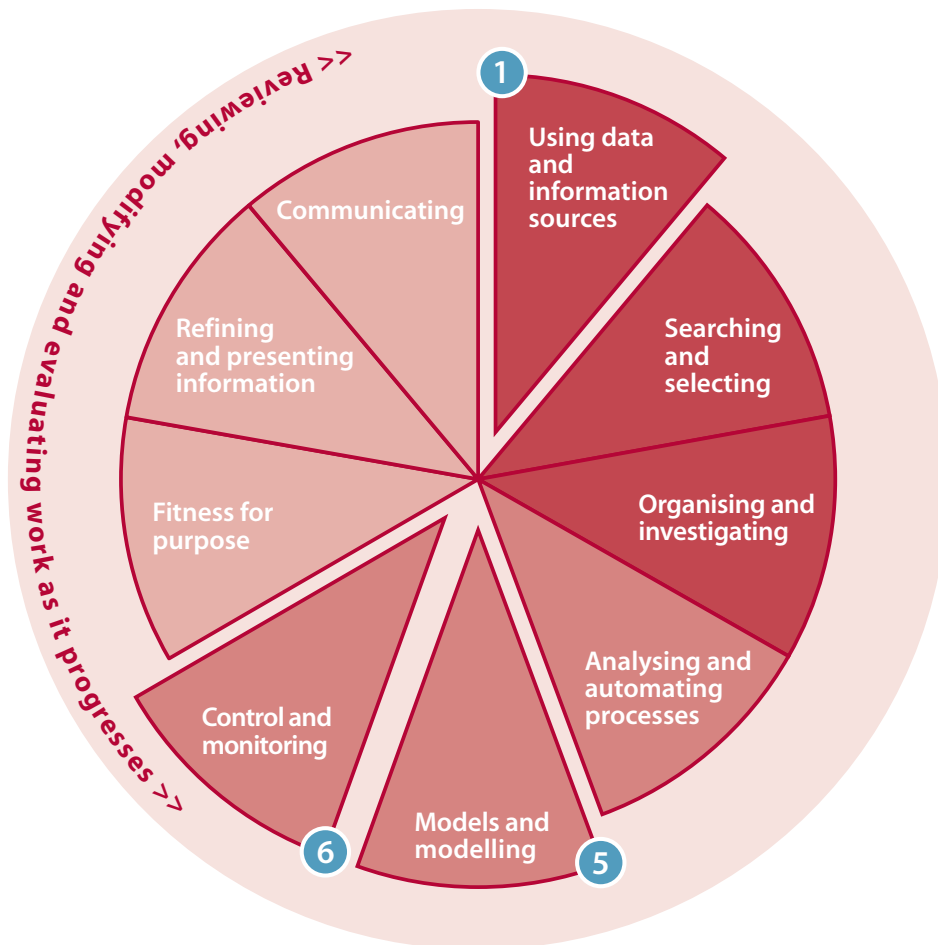 << Reviewing, modifying and evaluating work as it progresses >>
1
Using data
and
information
sources
Searching
and
selecting
Organising and
investigating
Analysing and
automating
processes
5
Models and
modelling
6
Control and
monitoring
Fitness for
purpose
Refining
and presenting
information
Communicating